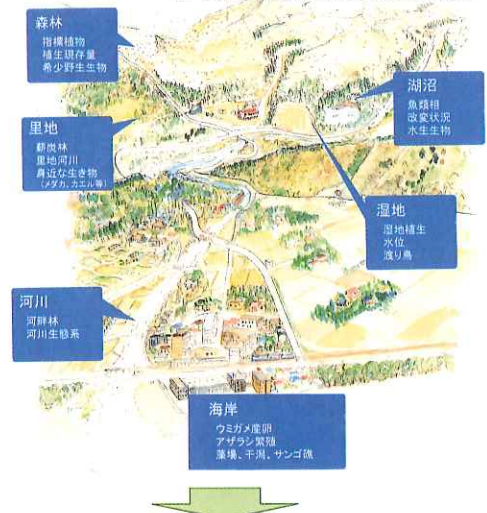 森林
指標植物
植生現存量
希少野生生物
湖沼
魚類相
改変状況
水生生物
里地
薪炭林
里地河川
身近な生き物
(メダカ、カエル等)
湿地
湿地植生
水位
渡り鳥
河川
河畔林
河川生態系
海岸
ウミガメ産卵
アザラシ繁殖
藻場、干潟、サンゴ礁